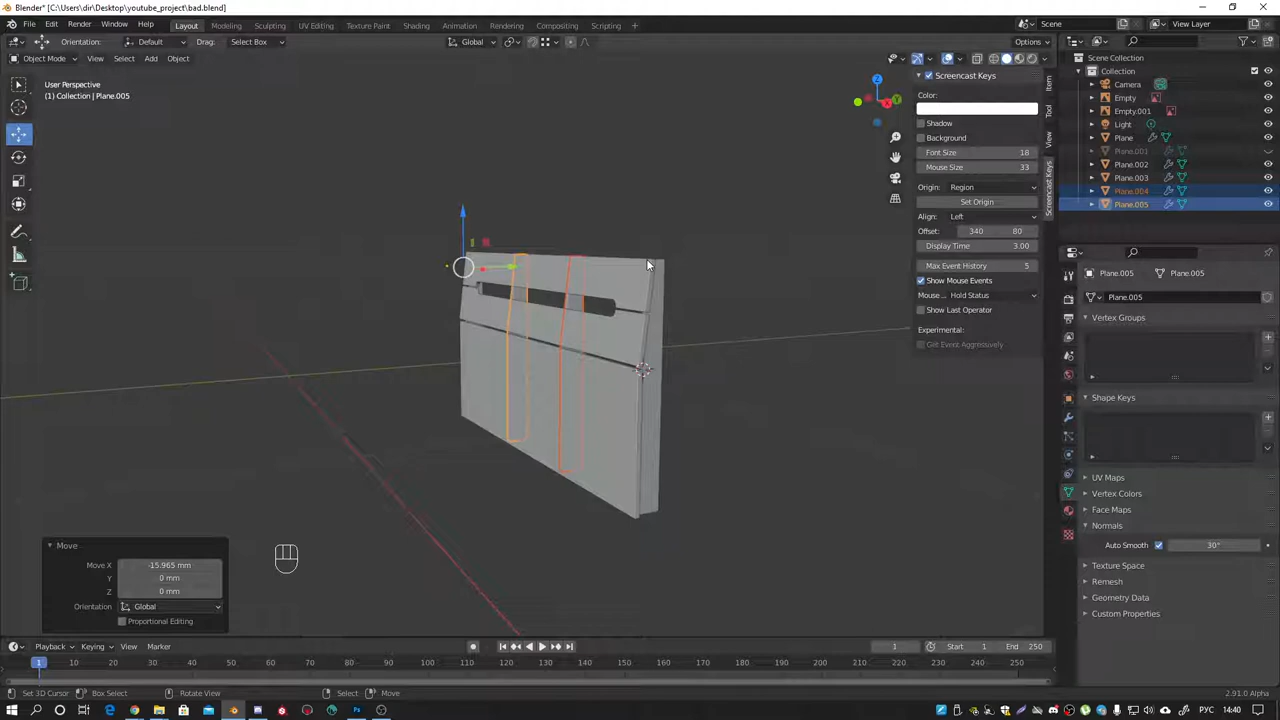 Blender* [C:\Users\dir\Desktop\youtube_project\bad.blend]
File Edit Render Window Help Layout Modeling Sculpting UV Editing Texture Paint Shading Animation Rendering Compositing Scripting Scene View Layer
Orientation: Default Drag: Select Box Global Options
Object Mode View Select Add Object
User Perspective
(1) Collection | Plane.005
Screencast Keys
Color:
Shadow
Background
Font Size 18
Mouse Size 33
Origin: Region
Set Origin
Align: Left
Offset: 340 80
Display Time 3.00
Max Event History 5
Show Mouse Events
Mouse... Hold Status
Show Last Operator
Experimental:
Get Event Aggressively
Item
Tool
View
Screencast Keys
Scene Collection
Collection
Camera
Empty
Empty.001
Light
Plane
Plane.001
Plane.002
Plane.003
Plane.004
Plane.005
Plane.005 Plane.005
Plane.005
Vertex Groups
Shape Keys
UV Maps
Vertex Colors
Face Maps
Normals
Auto Smooth 30°
Texture Space
Remesh
Geometry Data
Custom Properties
Move
Move X -15.965 mm
Y 0 mm
Z 0 mm
Orientation Global
Proportional Editing
Playback Keying View Marker 1 Start 1 End 250
1 10 20 30 40 50 60 70 80 90 100 110 120 130 140 150 160 170 180 190 200 210 220 230 240 250
Set 3D Cursor Box Select Rotate View Select Move 2.91.0 Alpha
РУС 14:40